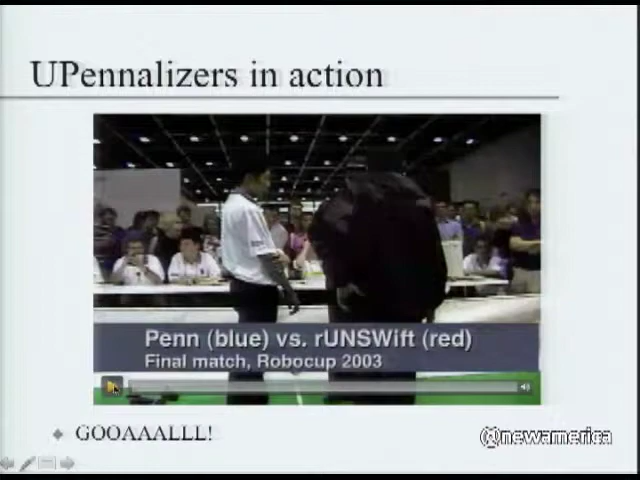 UPennalizers in action
Penn (blue) vs. rUNSWift (red)
Final match, Robocup 2003
GOOAAALLL!
@newamerica